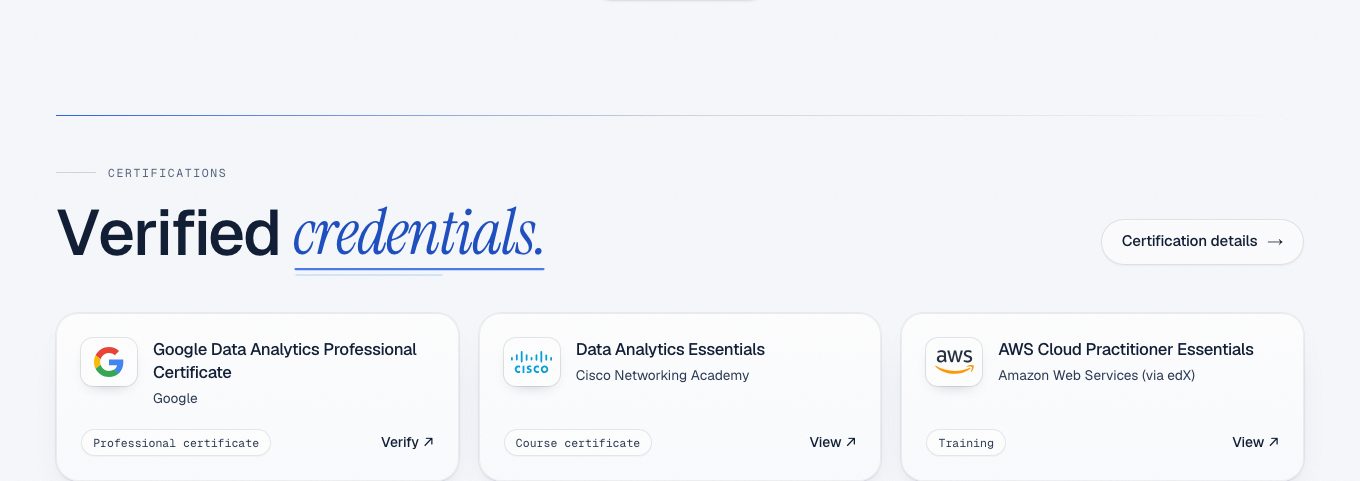 CERTIFICATIONS
Verified credentials.
Certification details →
Google Data Analytics Professional
Certificate
Google
Professional certificate
Verify ↗
cisco
Data Analytics Essentials
Cisco Networking Academy
Course certificate
View ↗
aws
AWS Cloud Practitioner Essentials
Amazon Web Services (via edX)
Training
View ↗